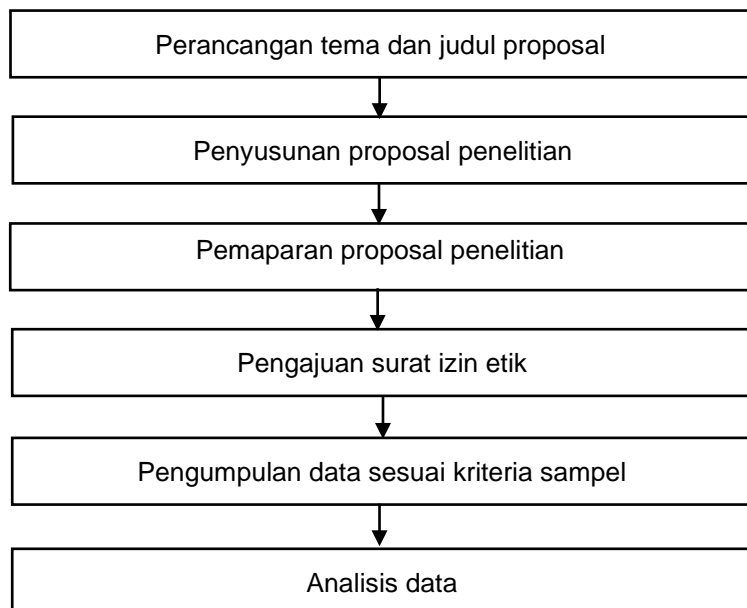 Perancangan tema dan judul proposal
Penyusunan proposal penelitian
Pemaparan proposal penelitian
Pengajuan surat izin etik
Pengumpulan data sesuai kriteria sampel
Analisis data